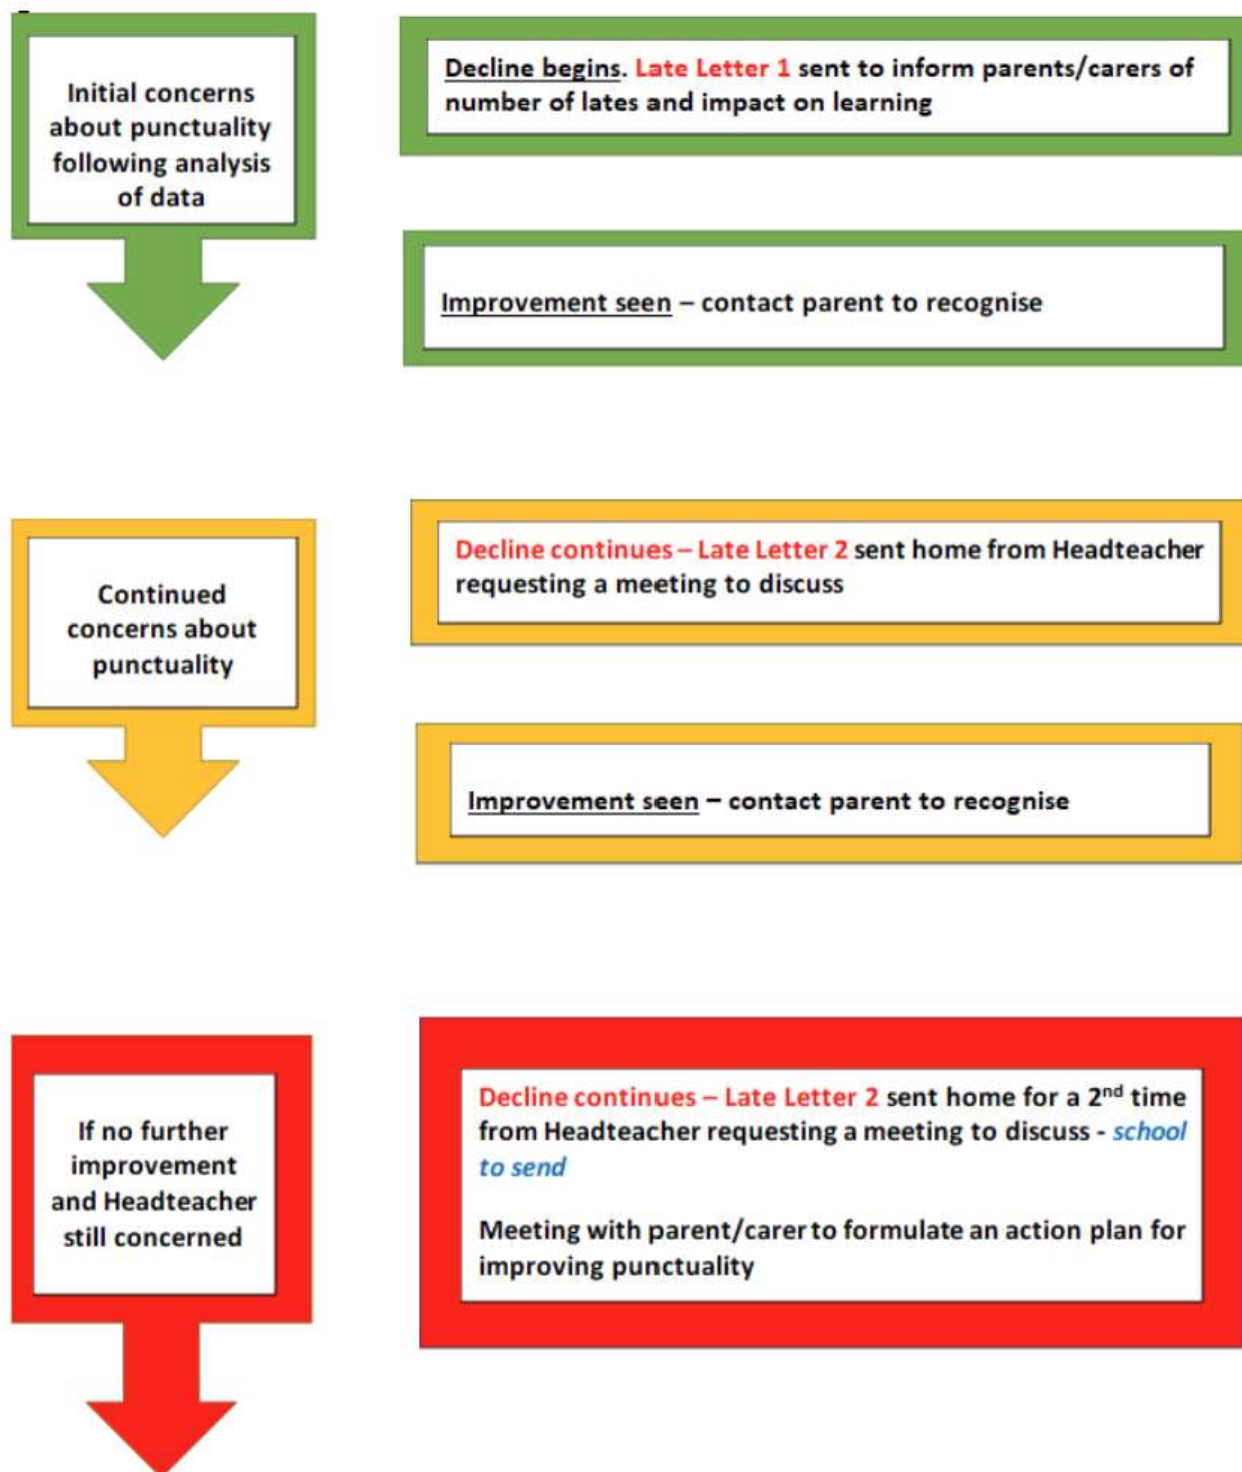 Initial concerns
about punctuality
following analysis
of data
Decline begins. Late Letter 1 sent to inform parents/carers of
number of lates and impact on learning
Improvement seen – contact parent to recognise
Continued
concerns about
punctuality
Decline continues – Late Letter 2 sent home from Headteacher
requesting a meeting to discuss
Improvement seen – contact parent to recognise
If no further
improvement
and Headteacher
still concerned
Decline continues – Late Letter 2 sent home for a 2nd time
from Headteacher requesting a meeting to discuss - school
to send
Meeting with parent/carer to formulate an action plan for
improving punctuality